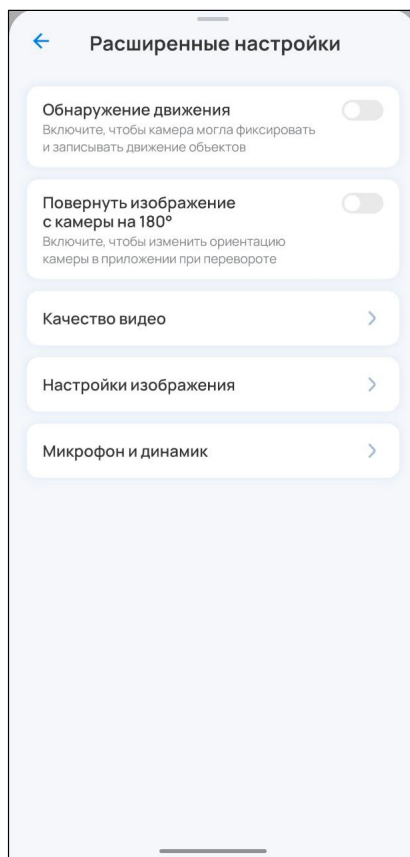 Расширенные настройки
Обнаружение движения
Включите, чтобы камера могла фиксировать
и записывать движение объектов
Повернуть изображение
с камеры на 180°
Включите, чтобы изменить ориентацию
камеры в приложении при перевороте
Качество видео
Настройки изображения
Микрофон и динамик